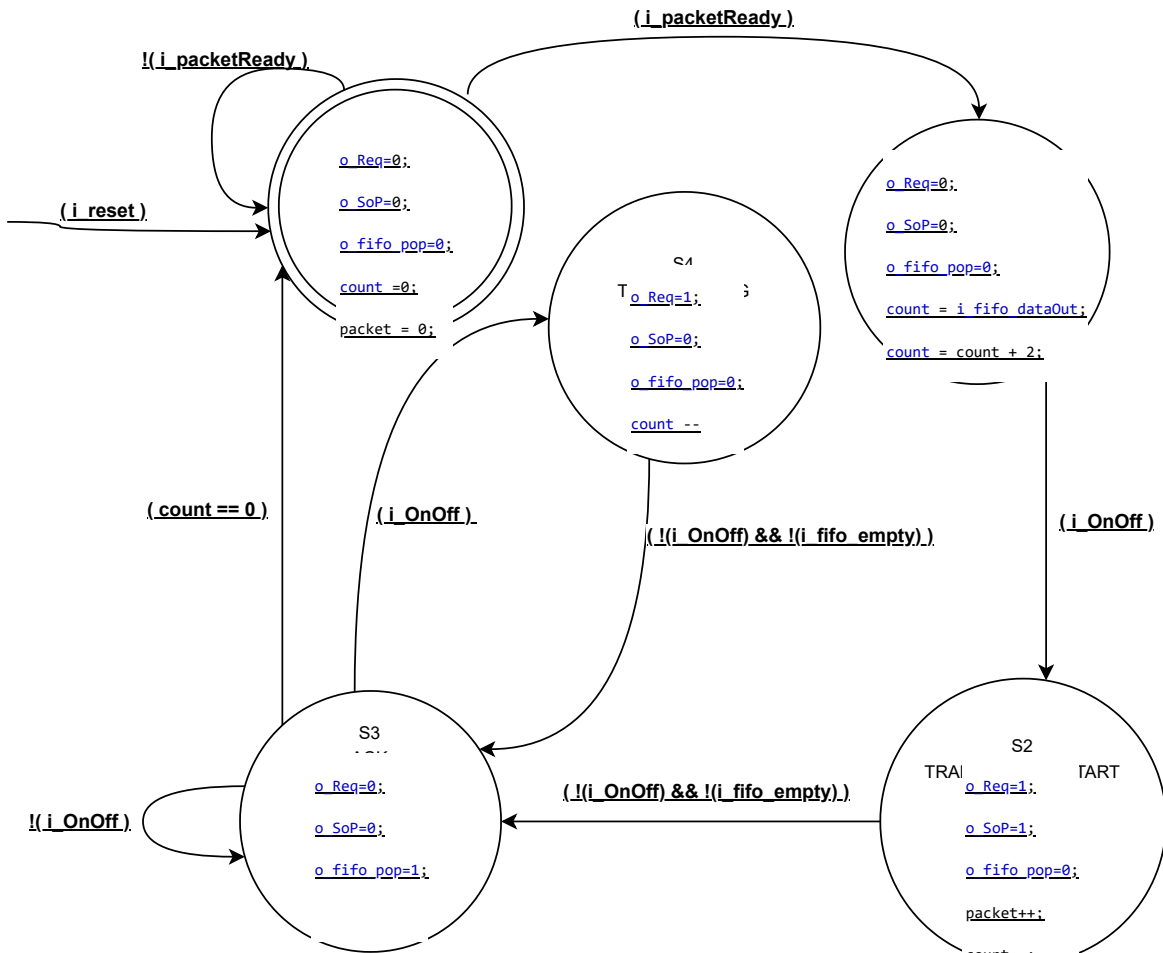 ( i_packetReady )
!( i_packetReady )
( i_reset )
o_Req=0;
o_SoP=0;
o_fifo_pop=0;
count =0;
packet = 0;
S4
o_Req=1;
o_SoP=0;
o_fifo_pop=0;
count --
o_Req=0;
o_SoP=0;
o_fifo_pop=0;
count = i_fifo_dataOut;
count = count + 2;
( count == 0 )
( i_OnOff )
( !(i_OnOff) && !(i_fifo_empty) )
( i_OnOff )
S3
o_Req=0;
o_SoP=0;
o_fifo_pop=1;
!( i_OnOff )
( !(i_OnOff) && !(i_fifo_empty) )
S2
o_Req=1;
o_SoP=1;
o_fifo_pop=0;
packet++;